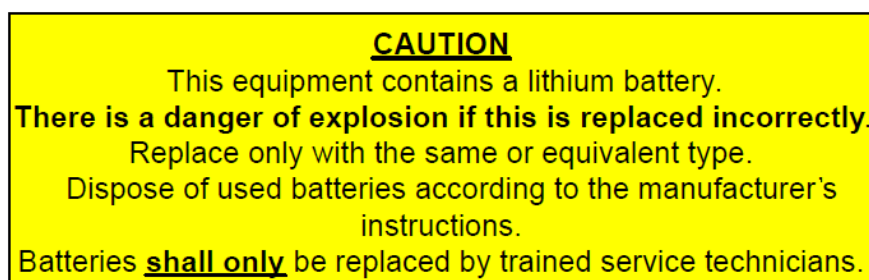 CAUTION
This equipment contains a lithium battery.
There is a danger of explosion if this is replaced incorrectly.
Replace only with the same or equivalent type.
Dispose of used batteries according to the manufacturer's
instructions.
Batteries shall only be replaced by trained service technicians.